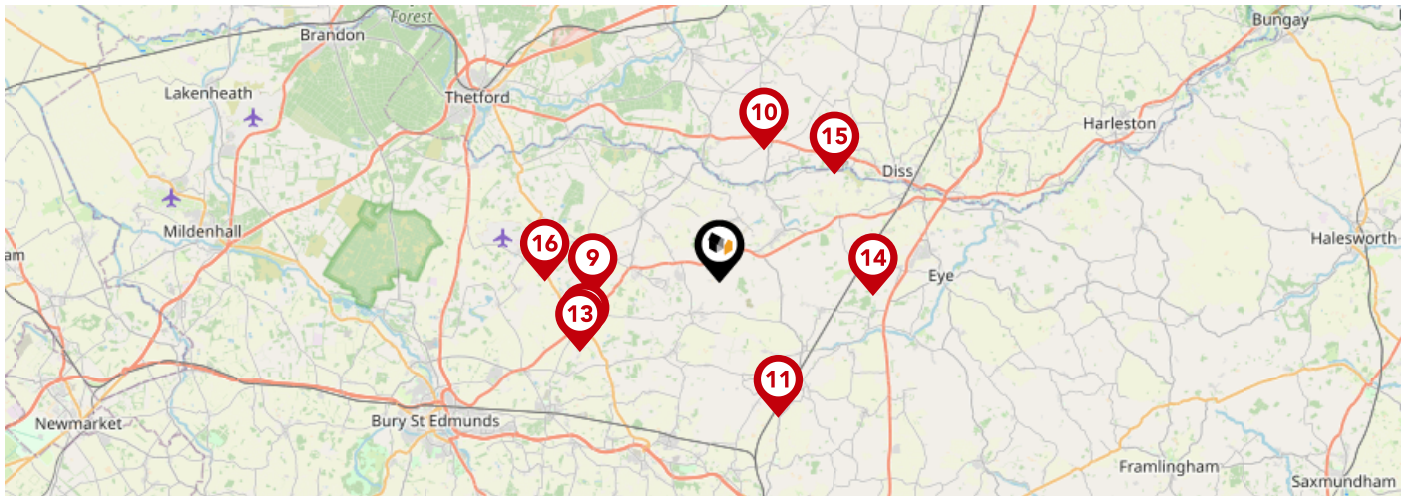 Forest
Brandon
Bungay
Lakenheath
Thetford
10
15
Harleston
Diss
Mildenhall
16
9
14
Halesworth
am
Eye
13
11
Newmarket
Bury St Edmunds
Framlingham
Saxmundham